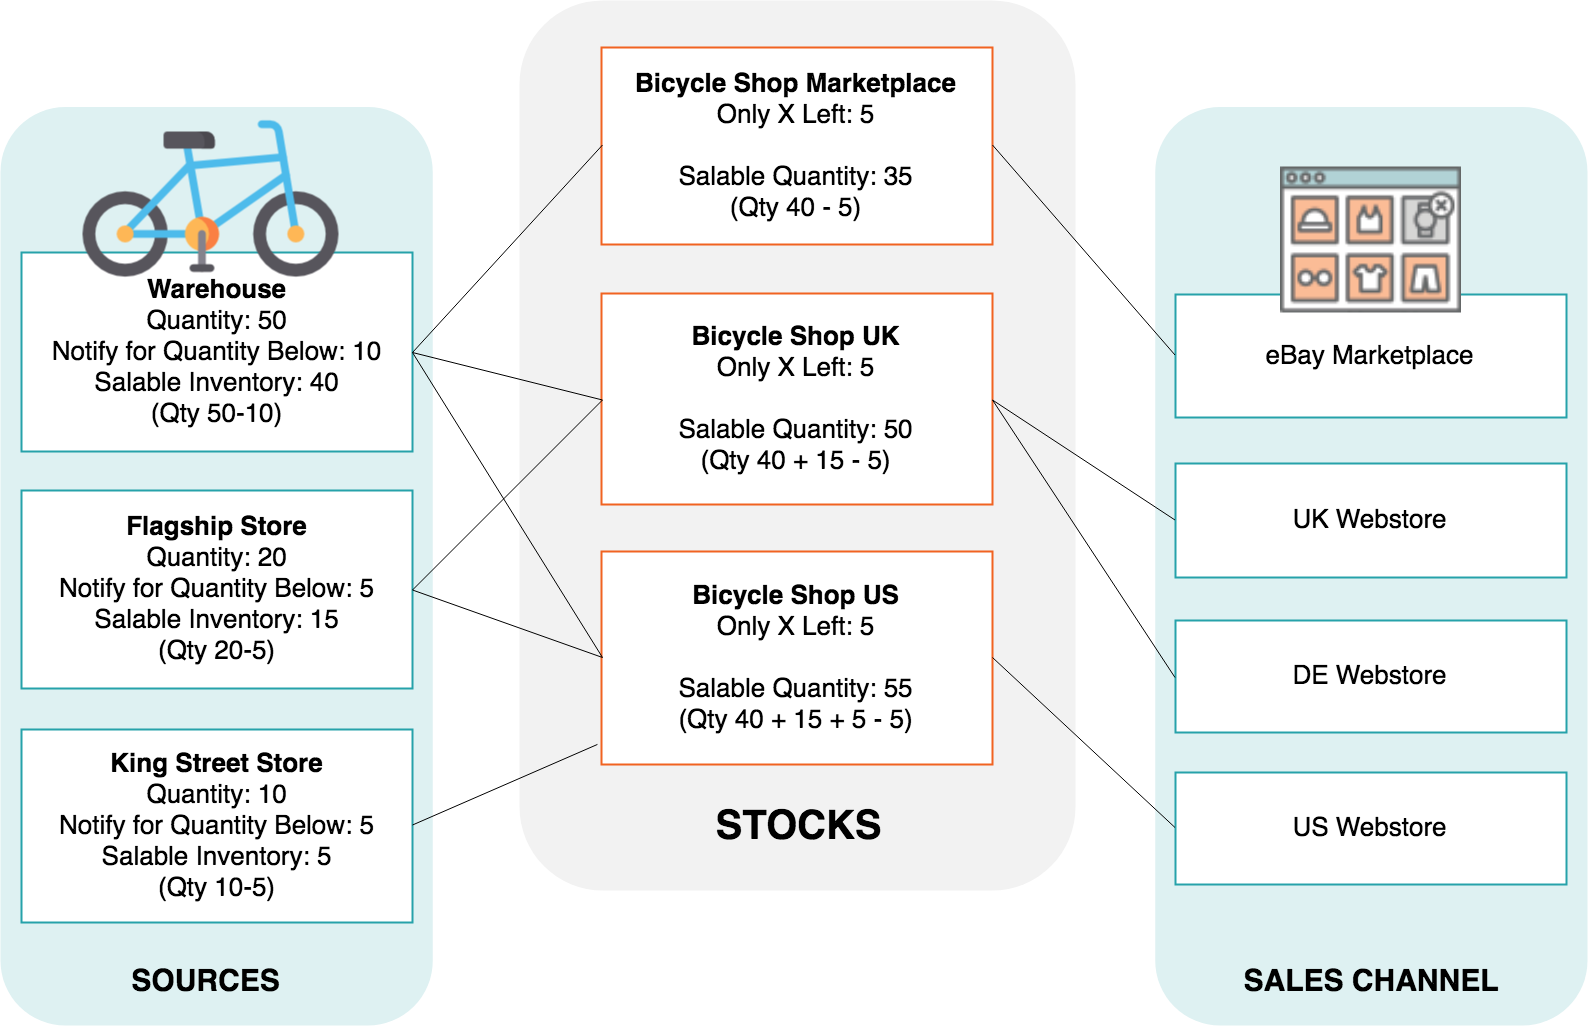 Warehouse
Quantity: 50
Notify for Quantity Below: 10
Salable Inventory: 40
(Qty 50-10)
Flagship Store
Quantity: 20
Notify for Quantity Below: 5
Salable Inventory: 15
(Qty 20-5)
King Street Store
Quantity: 10
Notify for Quantity Below: 5
Salable Inventory: 5
(Qty 10-5)
SOURCES
Bicycle Shop Marketplace
Only X Left: 5
Salable Quantity: 35
(Qty 40 - 5)
Bicycle Shop UK
Only X Left: 5
Salable Quantity: 50
(Qty 40 + 15 - 5)
Bicycle Shop US
Only X Left: 5
Salable Quantity: 55
(Qty 40 + 15 + 5 - 5)
STOCKS
eBay Marketplace
UK Webstore
DE Webstore
US Webstore
SALES CHANNEL